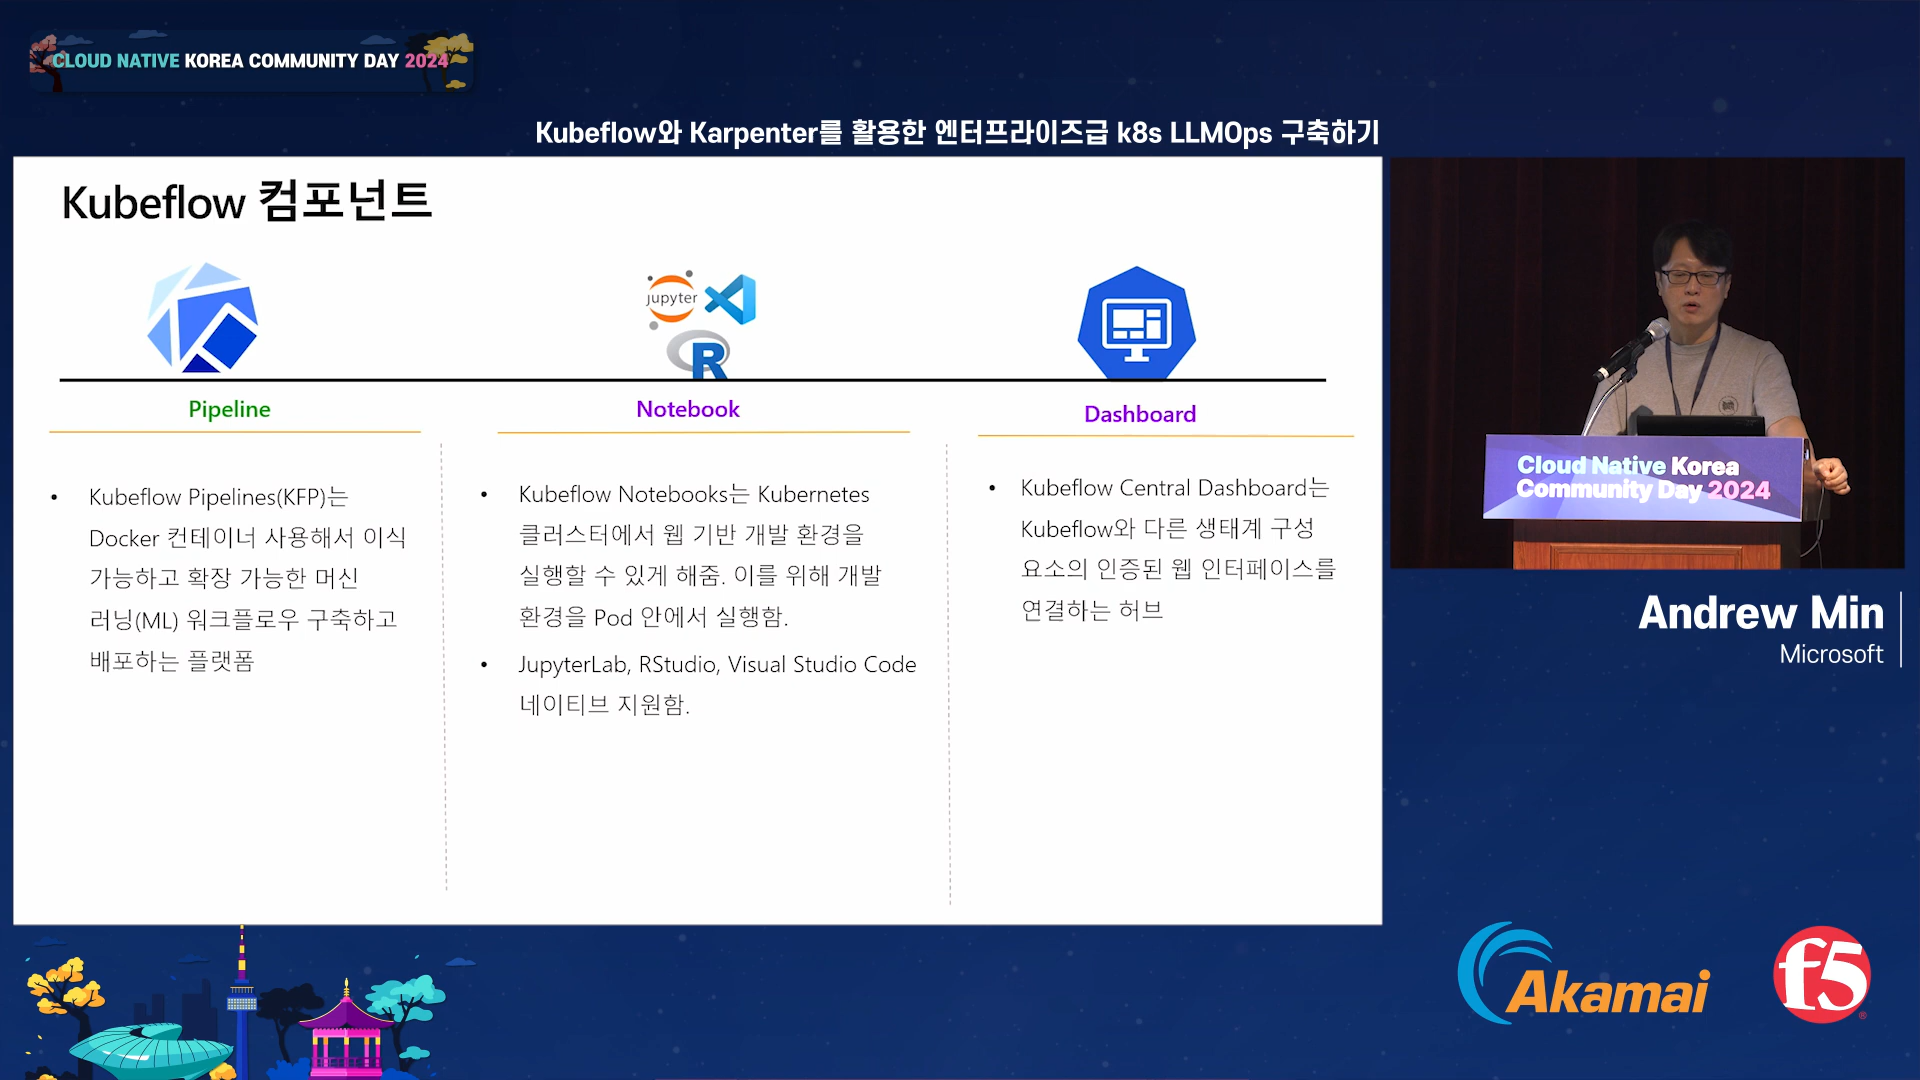 CLOUD NATIVE KOREA COMMUNITY DAY 2024
Kubeflow와 Karpenter를 활용한 엔터프라이즈급 k8s LLMOps 구축하기
Kubeflow 컴포넌트
jupyter
R
Pipeline
Notebook
Dashboard
• Kubeflow Pipelines(KFP)는
Docker 컨테이너 사용해서 이식
가능하고 확장 가능한 머신
러닝(ML) 워크플로우 구축하고
배포하는 플랫폼
• Kubeflow Notebooks는 Kubernetes
클러스터에서 웹 기반 개발 환경을
실행할 수 있게 해줌. 이를 위해 개발
환경을 Pod 안에서 실행함.
• JupyterLab, RStudio, Visual Studio Code
네이티브 지원함.
• Kubeflow Central Dashboard는
Kubeflow와 다른 생태계 구성
요소의 인증된 웹 인터페이스를
연결하는 허브
Cloud Native Korea
Community Day 2024
Andrew Min
Microsoft
Akamai
f5